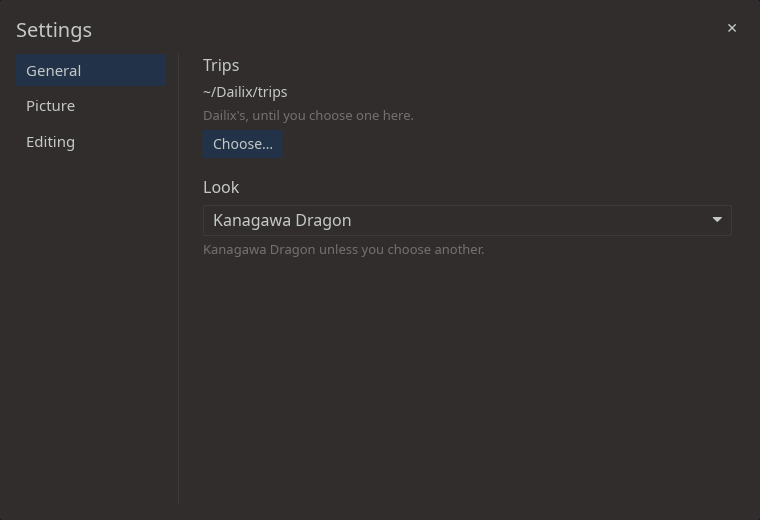 Settings
×
General
Picture
Editing
Trips
~/Dailix/trips
Dailix's, until you choose one here.
Choose...
Look
Kanagawa Dragon
Kanagawa Dragon unless you choose another.